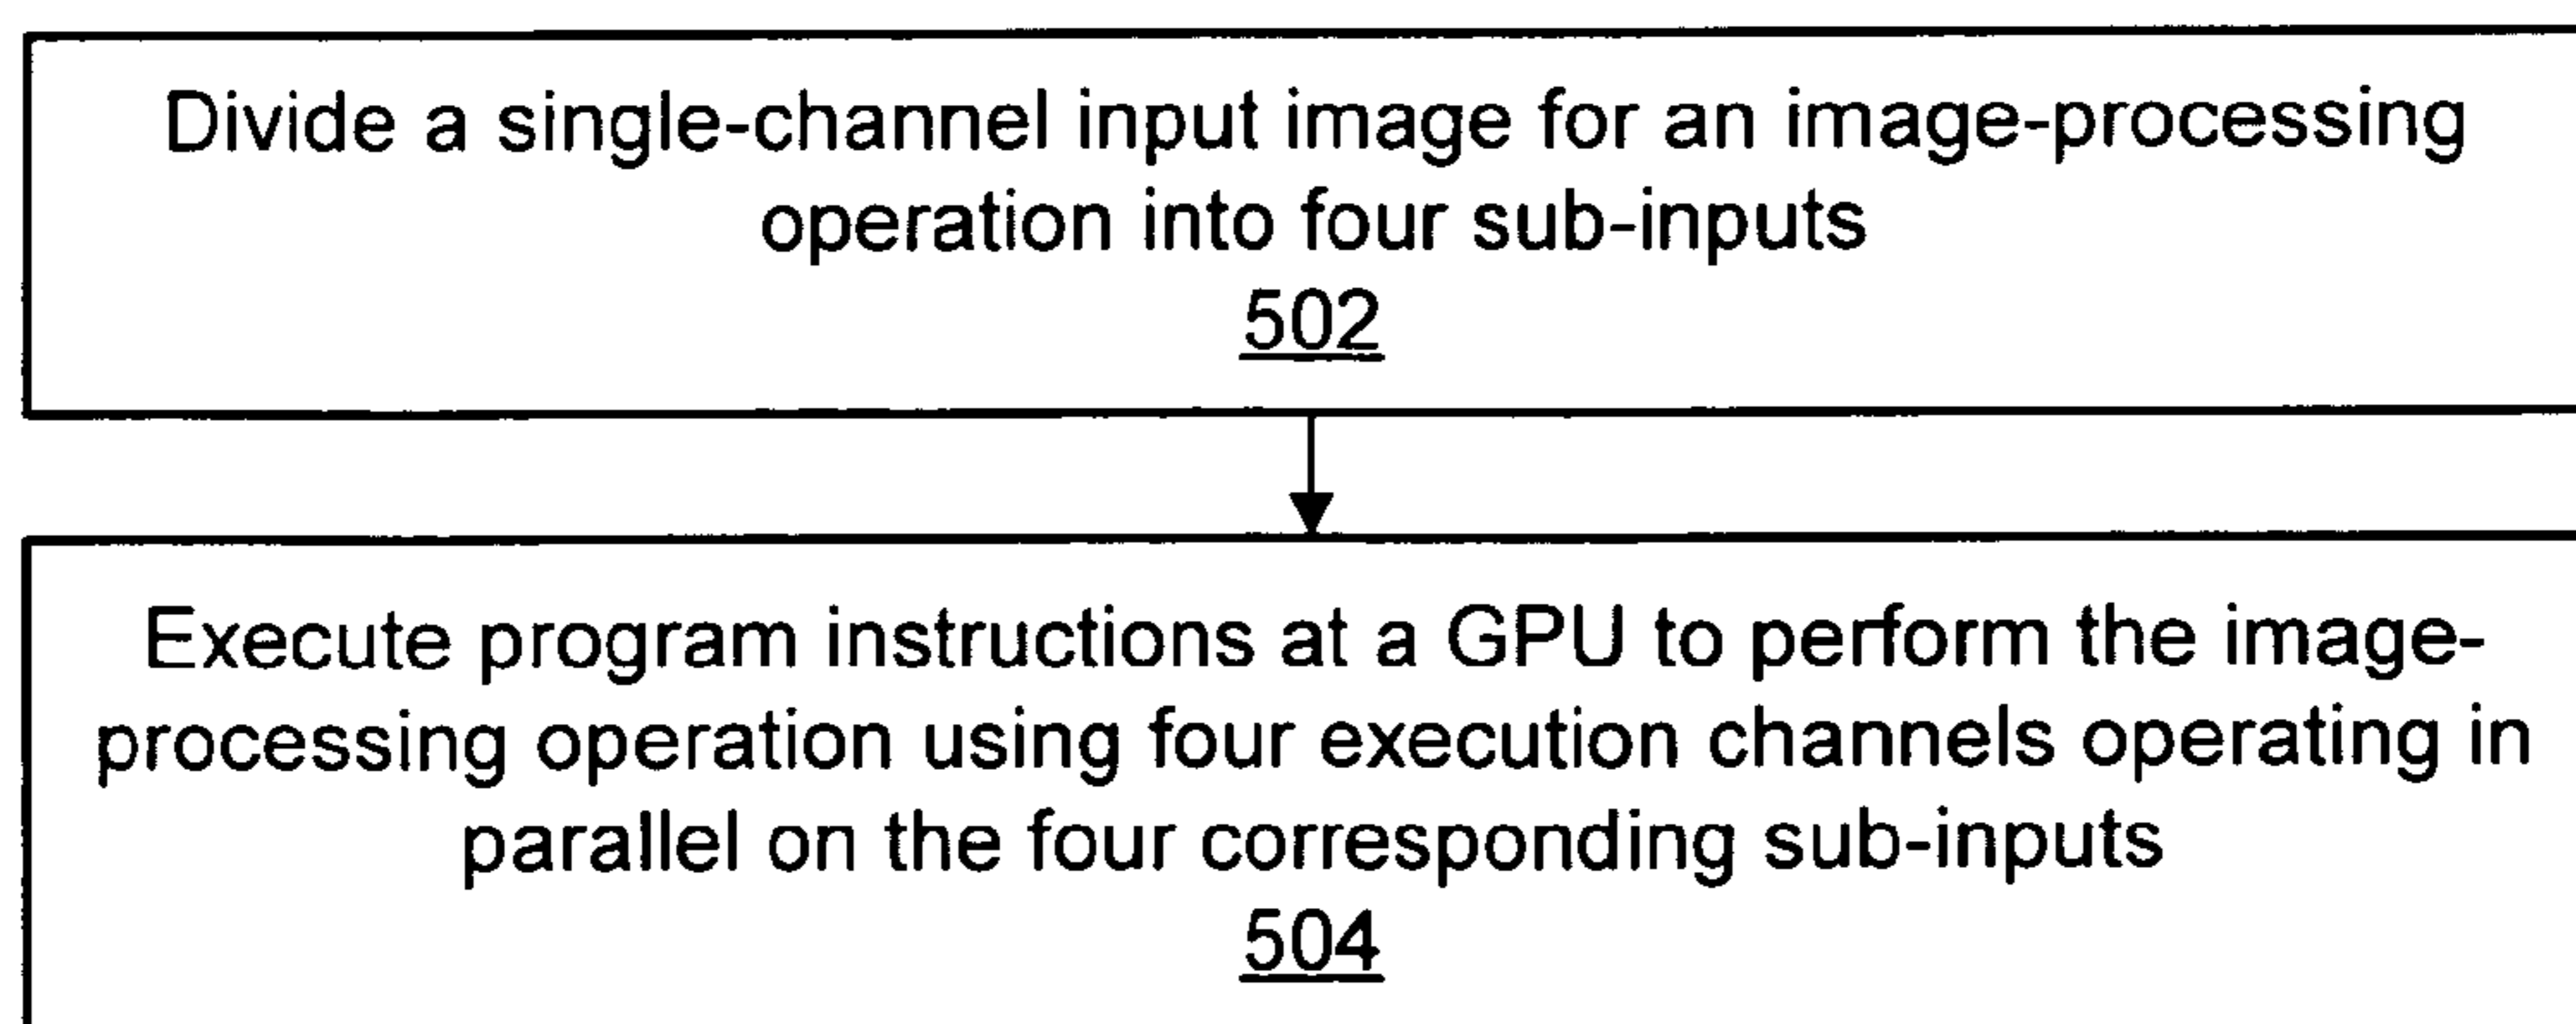 Divide a single-channel input image for an image-processing
operation into four sub-inputs
502
Execute program instructions at a GPU to perform the image-
processing operation using four execution channels operating in
parallel on the four corresponding sub-inputs
504